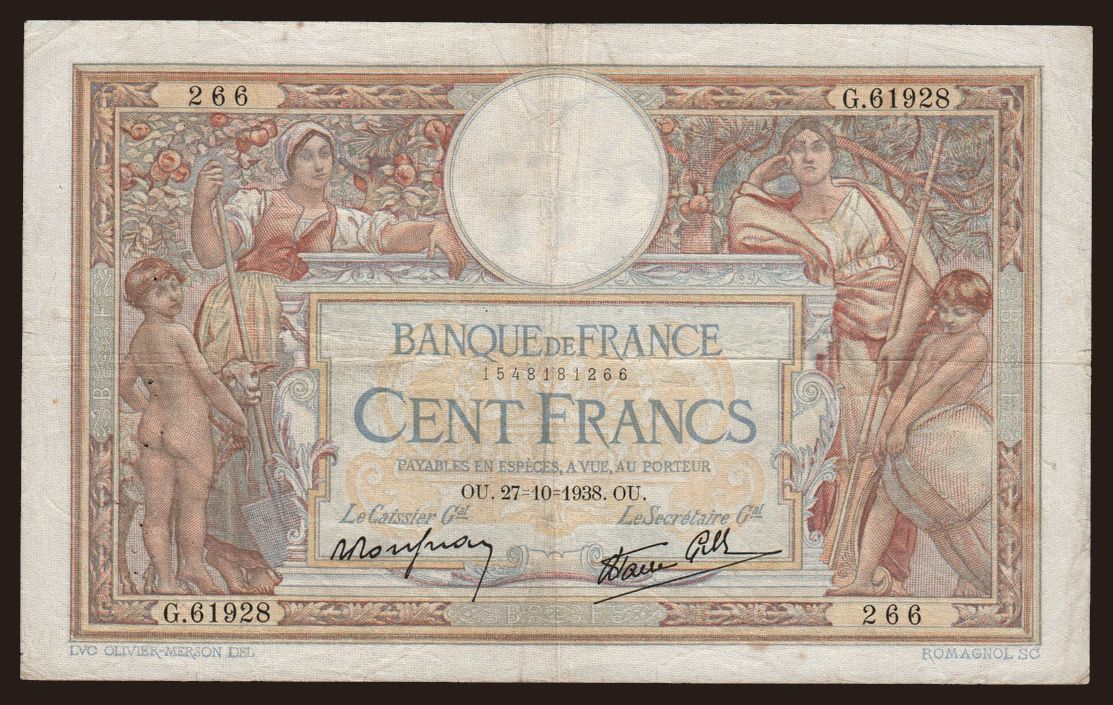 266 G.61928
BANQUE DE FRANCE
1548181266
CENT FRANCS
PAYABLES EN ESPÈCES, A VUE, AU PORTEUR
OU. 27=10=1938. OU.
Le Caissier Gal Le Secrétaire Gal
G.61928 266
LVC OLIVIER-MERSON DEL ROMAGNOL SC